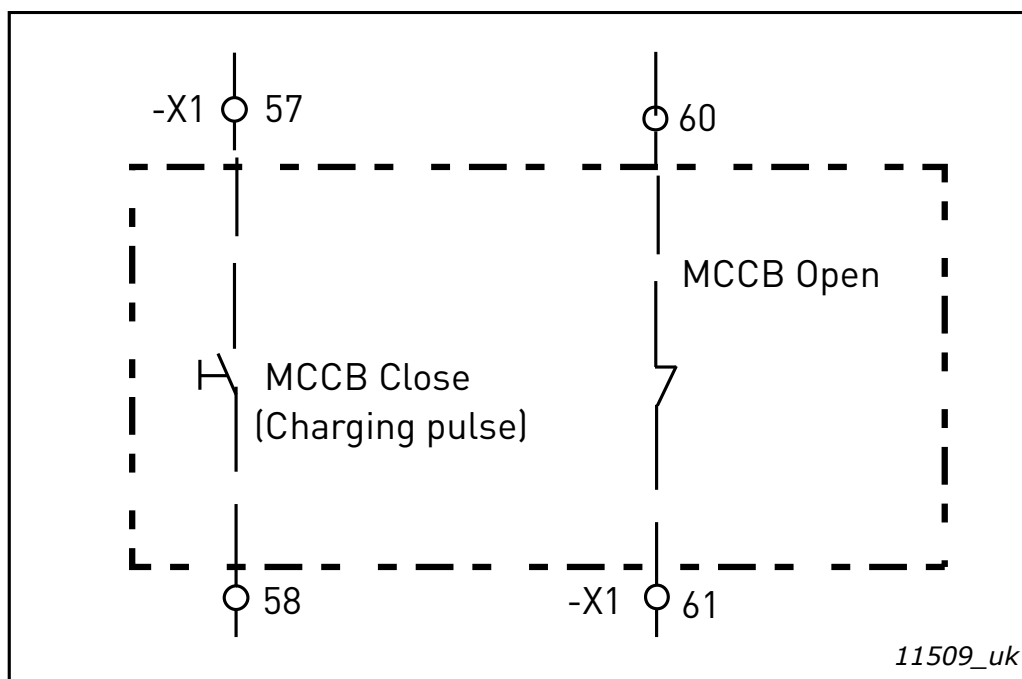 -X1 57
60
MCCB Open
MCCB Close
(Charging pulse)
58
-X1 61
11509_uk